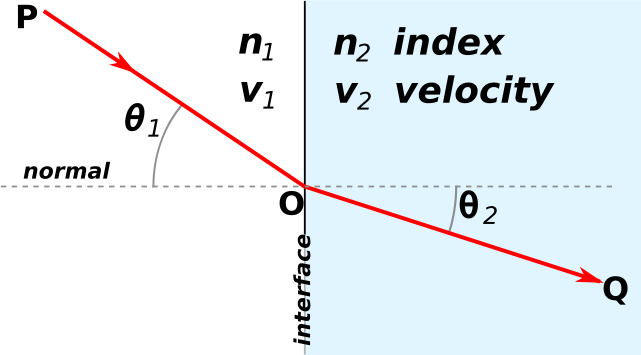 P
n1 n2 index
v1 v2 velocity
θ1
normal
O
θ2
interface
Q